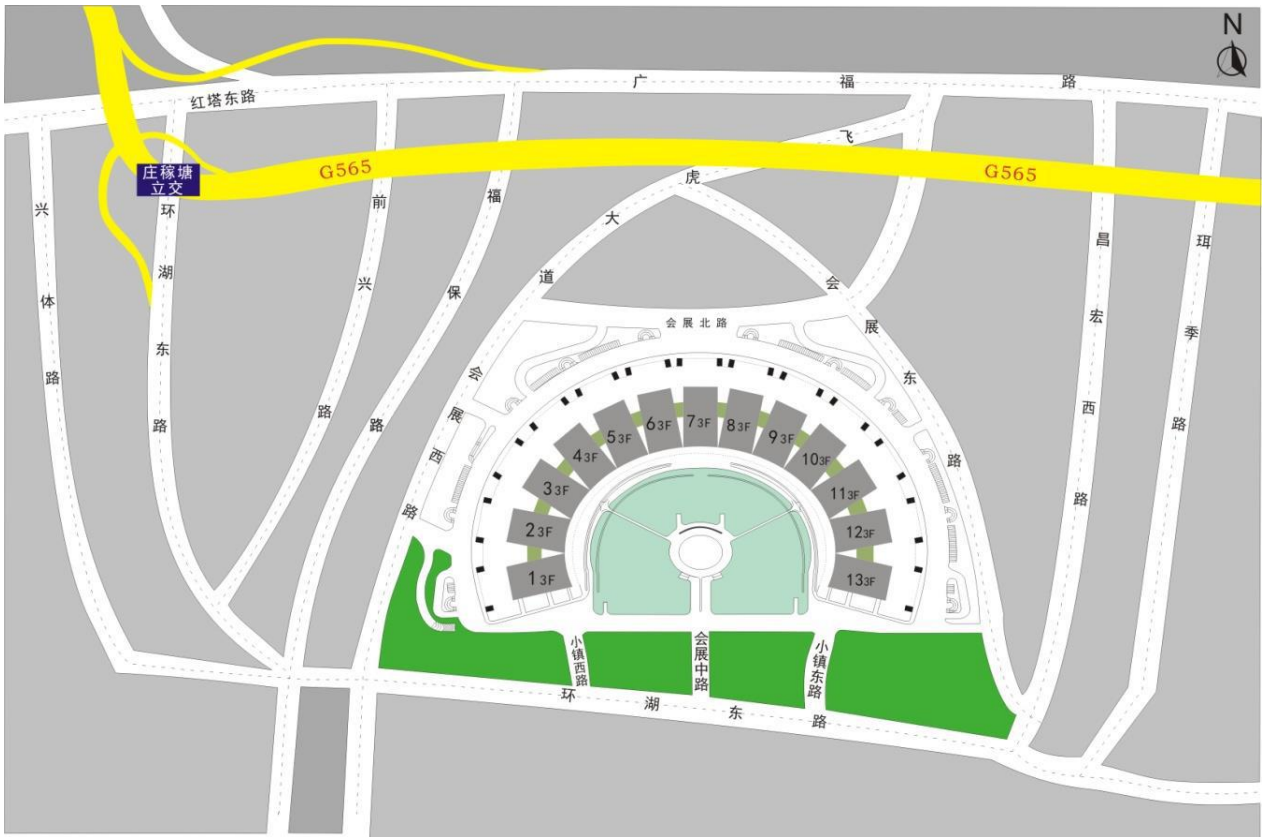 N
广福路
红塔东路
飞虎大道
G565
G565
庄稼塘
立交
兴体路
环湖东路
前兴路
福保路
昌宏西路
珥季路
会展东路
会展北路
会展西路
1 3F
2 3F
3 3F
4 3F
5 3F
6 3F
7 3F
8 3F
9 3F
10 3F
11 3F
12 3F
13 3F
小镇西路
会展中路
小镇东路
环湖东路